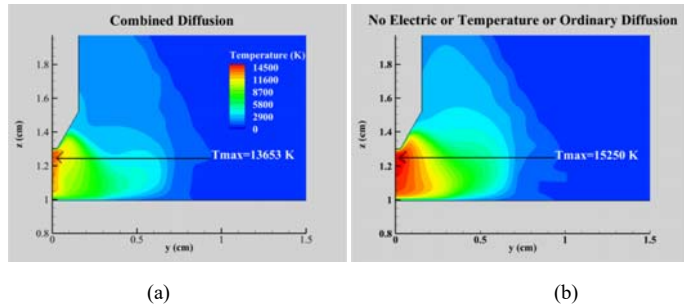 Combined Diffusion
Temperature (K)
14500
11600
8700
5800
2900
0
1.8
1.6
1.4
1.2
1
0.8
z (cm)
Tmax=13653 K
0
0.5
1
1.5
y (cm)
(a)
No Electric or Temperature or Ordinary Diffusion
1.8
1.6
1.4
1.2
1
0.8
z (cm)
Tmax=15250 K
0
0.5
1
1.5
y (cm)
(b)